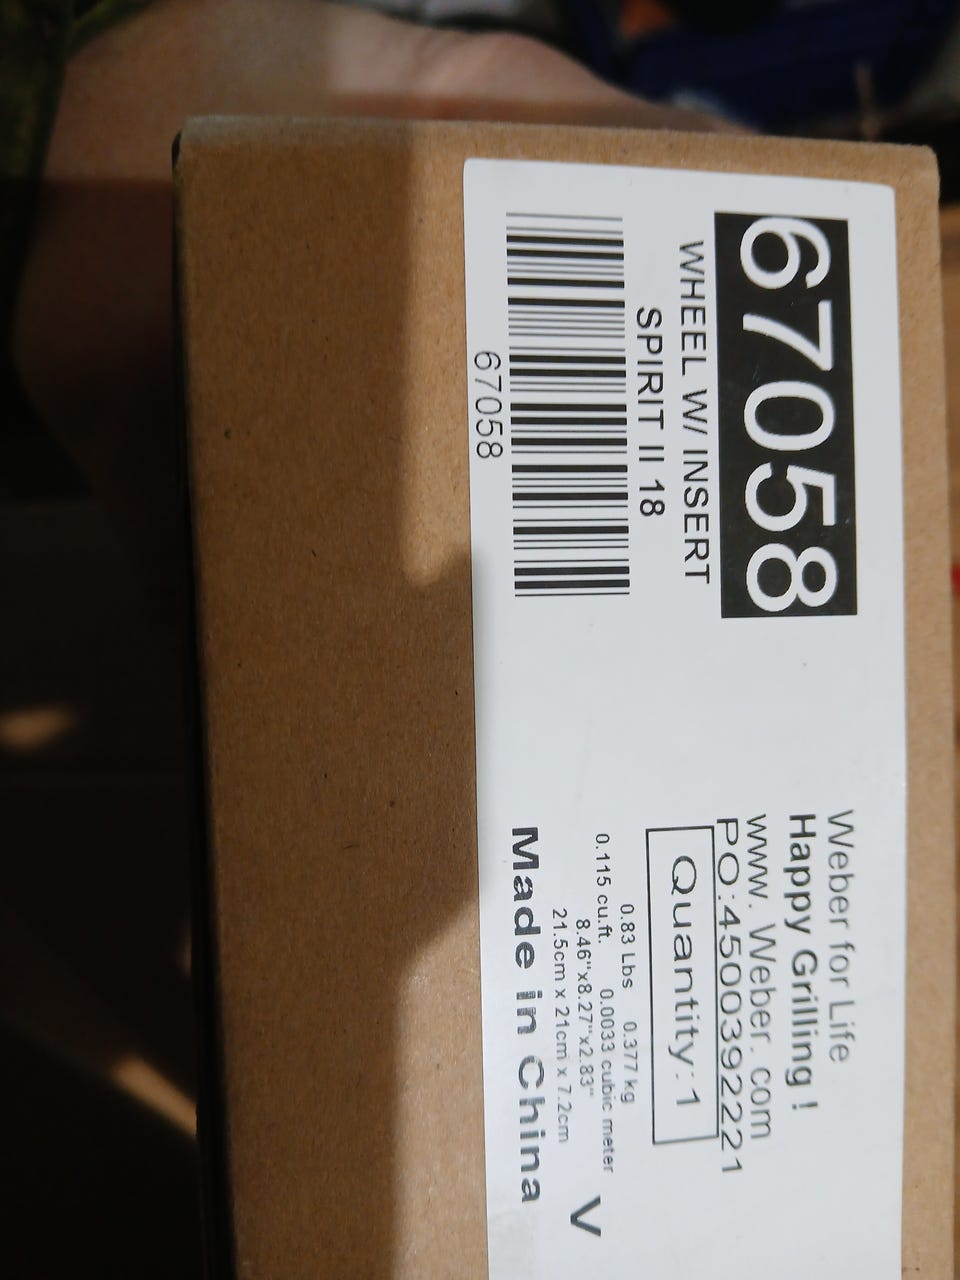 67058
WHEEL W/ INSERT
SPIRIT II 18
67058
Weber for Life
Happy Grilling !
www. Weber. com
PO:4500392221
Quantity:1
0.83 Lbs 0.377 kg
0.115 cu.ft. 0.0033 cubic meter
8.46"x8.27"x2.83"
21.5cm x 21cm x 7.2cm
Made in China V